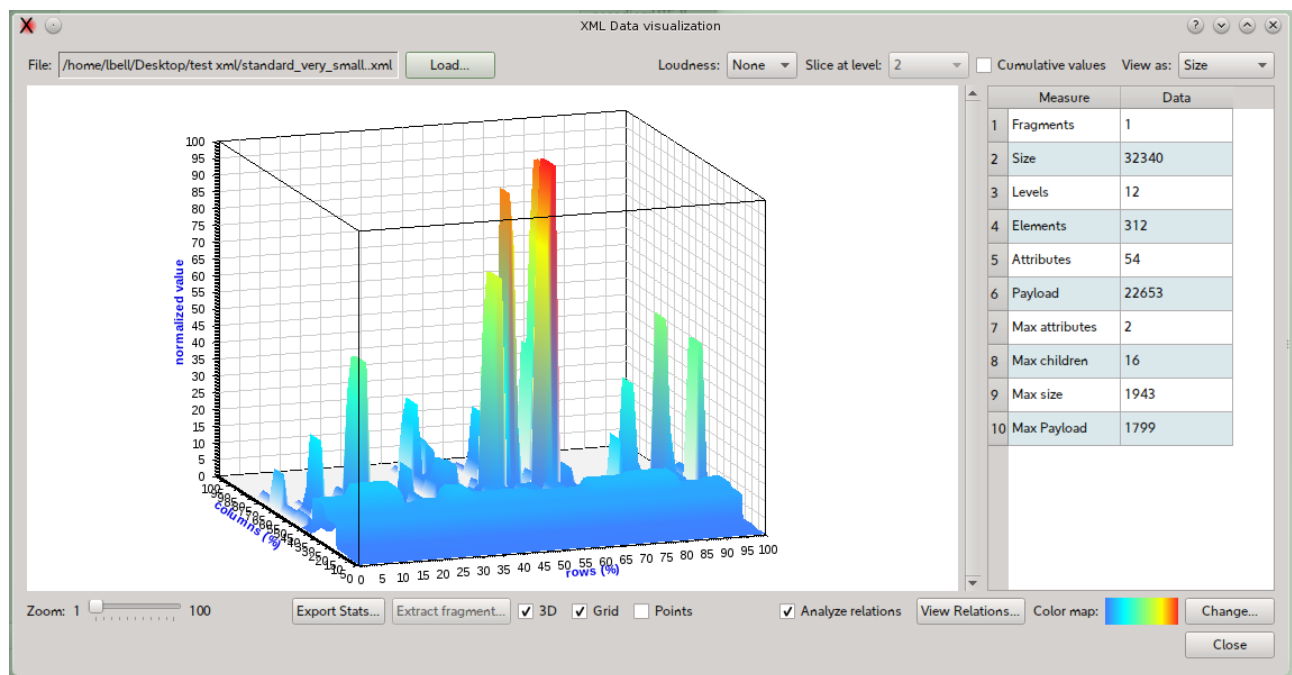 XML Data visualization
File: /home/lbell/Desktop/test xml/standard_very_small..xml Load... Loudness: None Slice at level: 2 Cumulative values View as: Size
Measure Data
1 Fragments 1
2 Size 32340
3 Levels 12
4 Elements 312
5 Attributes 54
6 Payload 22653
7 Max attributes 2
8 Max children 16
9 Max size 1943
10 Max Payload 1799
100
95
90
85
80
75
70
65
60
55
50
45
40
35
30
25
20
15
10
5
0
normalized value
columns (%)
0 5 10 15 20 25 30 35 40 45 50 55 60 65 70 75 80 85 90 95 100
rows (%)
Zoom: 1 100 Export Stats... Extract fragment... 3D Grid Points Analyze relations View Relations... Color map: Change...
Close